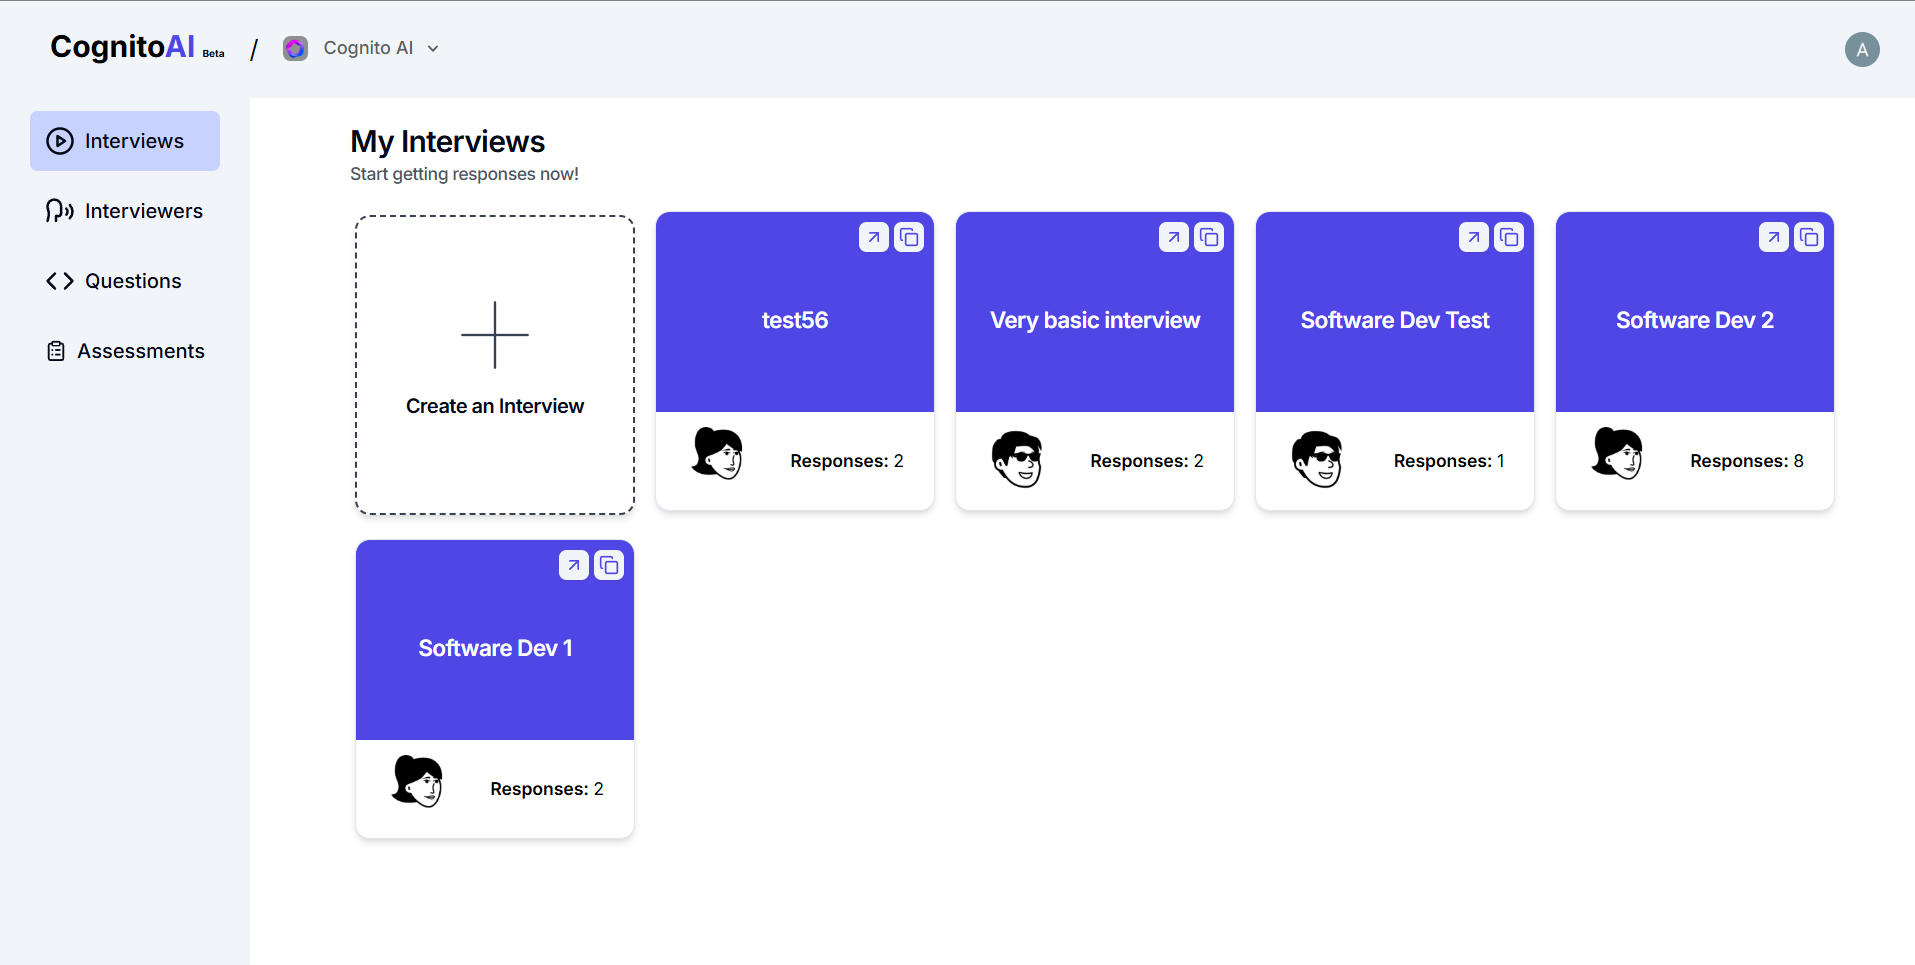 CognitoAI Beta / Cognito AI
A
Interviews
Interviewers
Questions
Assessments
My Interviews
Start getting responses now!
Create an Interview
test56
Responses: 2
Very basic interview
Responses: 2
Software Dev Test
Responses: 1
Software Dev 2
Responses: 8
Software Dev 1
Responses: 2